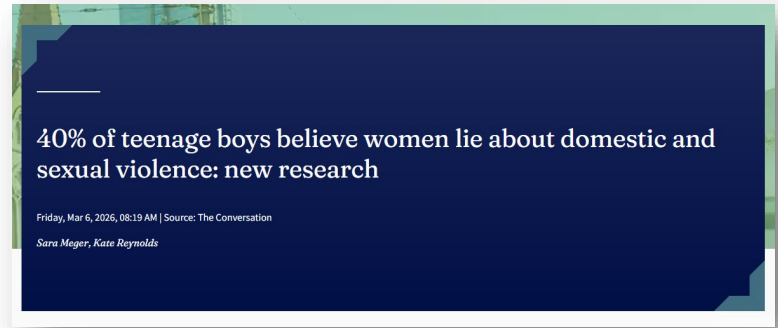 40% of teenage boys believe women lie about domestic and
sexual violence: new research
Friday, Mar 6, 2026, 08:19 AM | Source: The Conversation
Sara Meger, Kate Reynolds